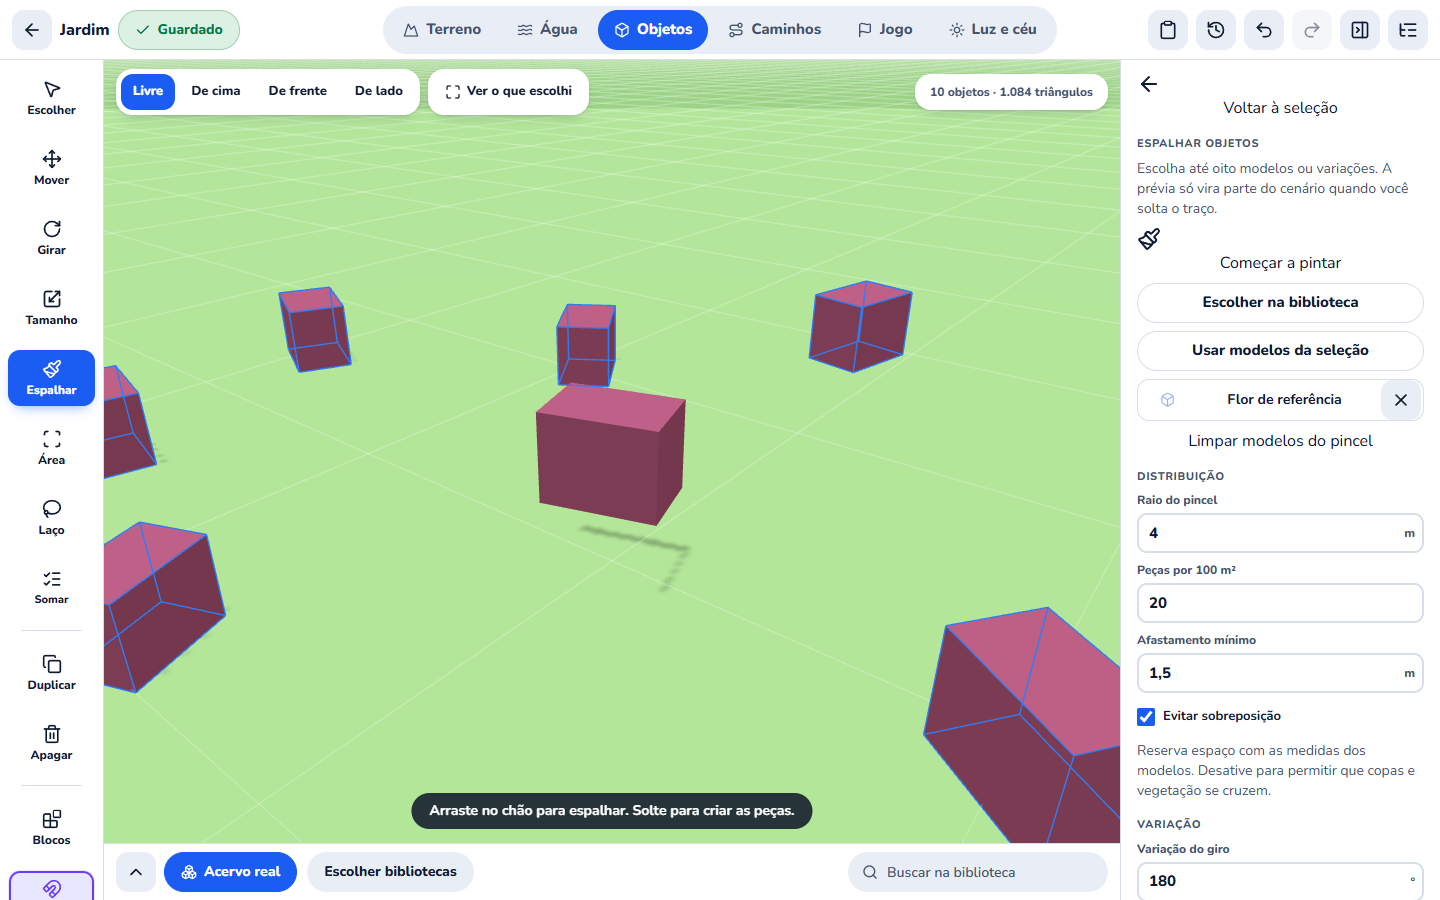 Jardim
Guardado
Terreno
Água
Objetos
Caminhos
Jogo
Luz e céu
Escolher
Mover
Girar
Tamanho
Espalhar
Área
Laço
Somar
Duplicar
Apagar
Blocos
Livre
De cima
De frente
De lado
Ver o que escolhi
10 objetos · 1.084 triângulos
Arraste no chão para espalhar. Solte para criar as peças.
Acervo real
Escolher bibliotecas
Buscar na biblioteca
Voltar à seleção
ESPALHAR OBJETOS
Escolha até oito modelos ou variações. A
prévia só vira parte do cenário quando você
solta o traço.
Começar a pintar
Escolher na biblioteca
Usar modelos da seleção
Flor de referência
Limpar modelos do pincel
DISTRIBUIÇÃO
Raio do pincel
4 m
Peças por 100 m²
20
Afastamento mínimo
1,5 m
Evitar sobreposição
Reserva espaço com as medidas dos
modelos. Desative para permitir que copas e
vegetação se cruzem.
VARIAÇÃO
Variação do giro
180 °